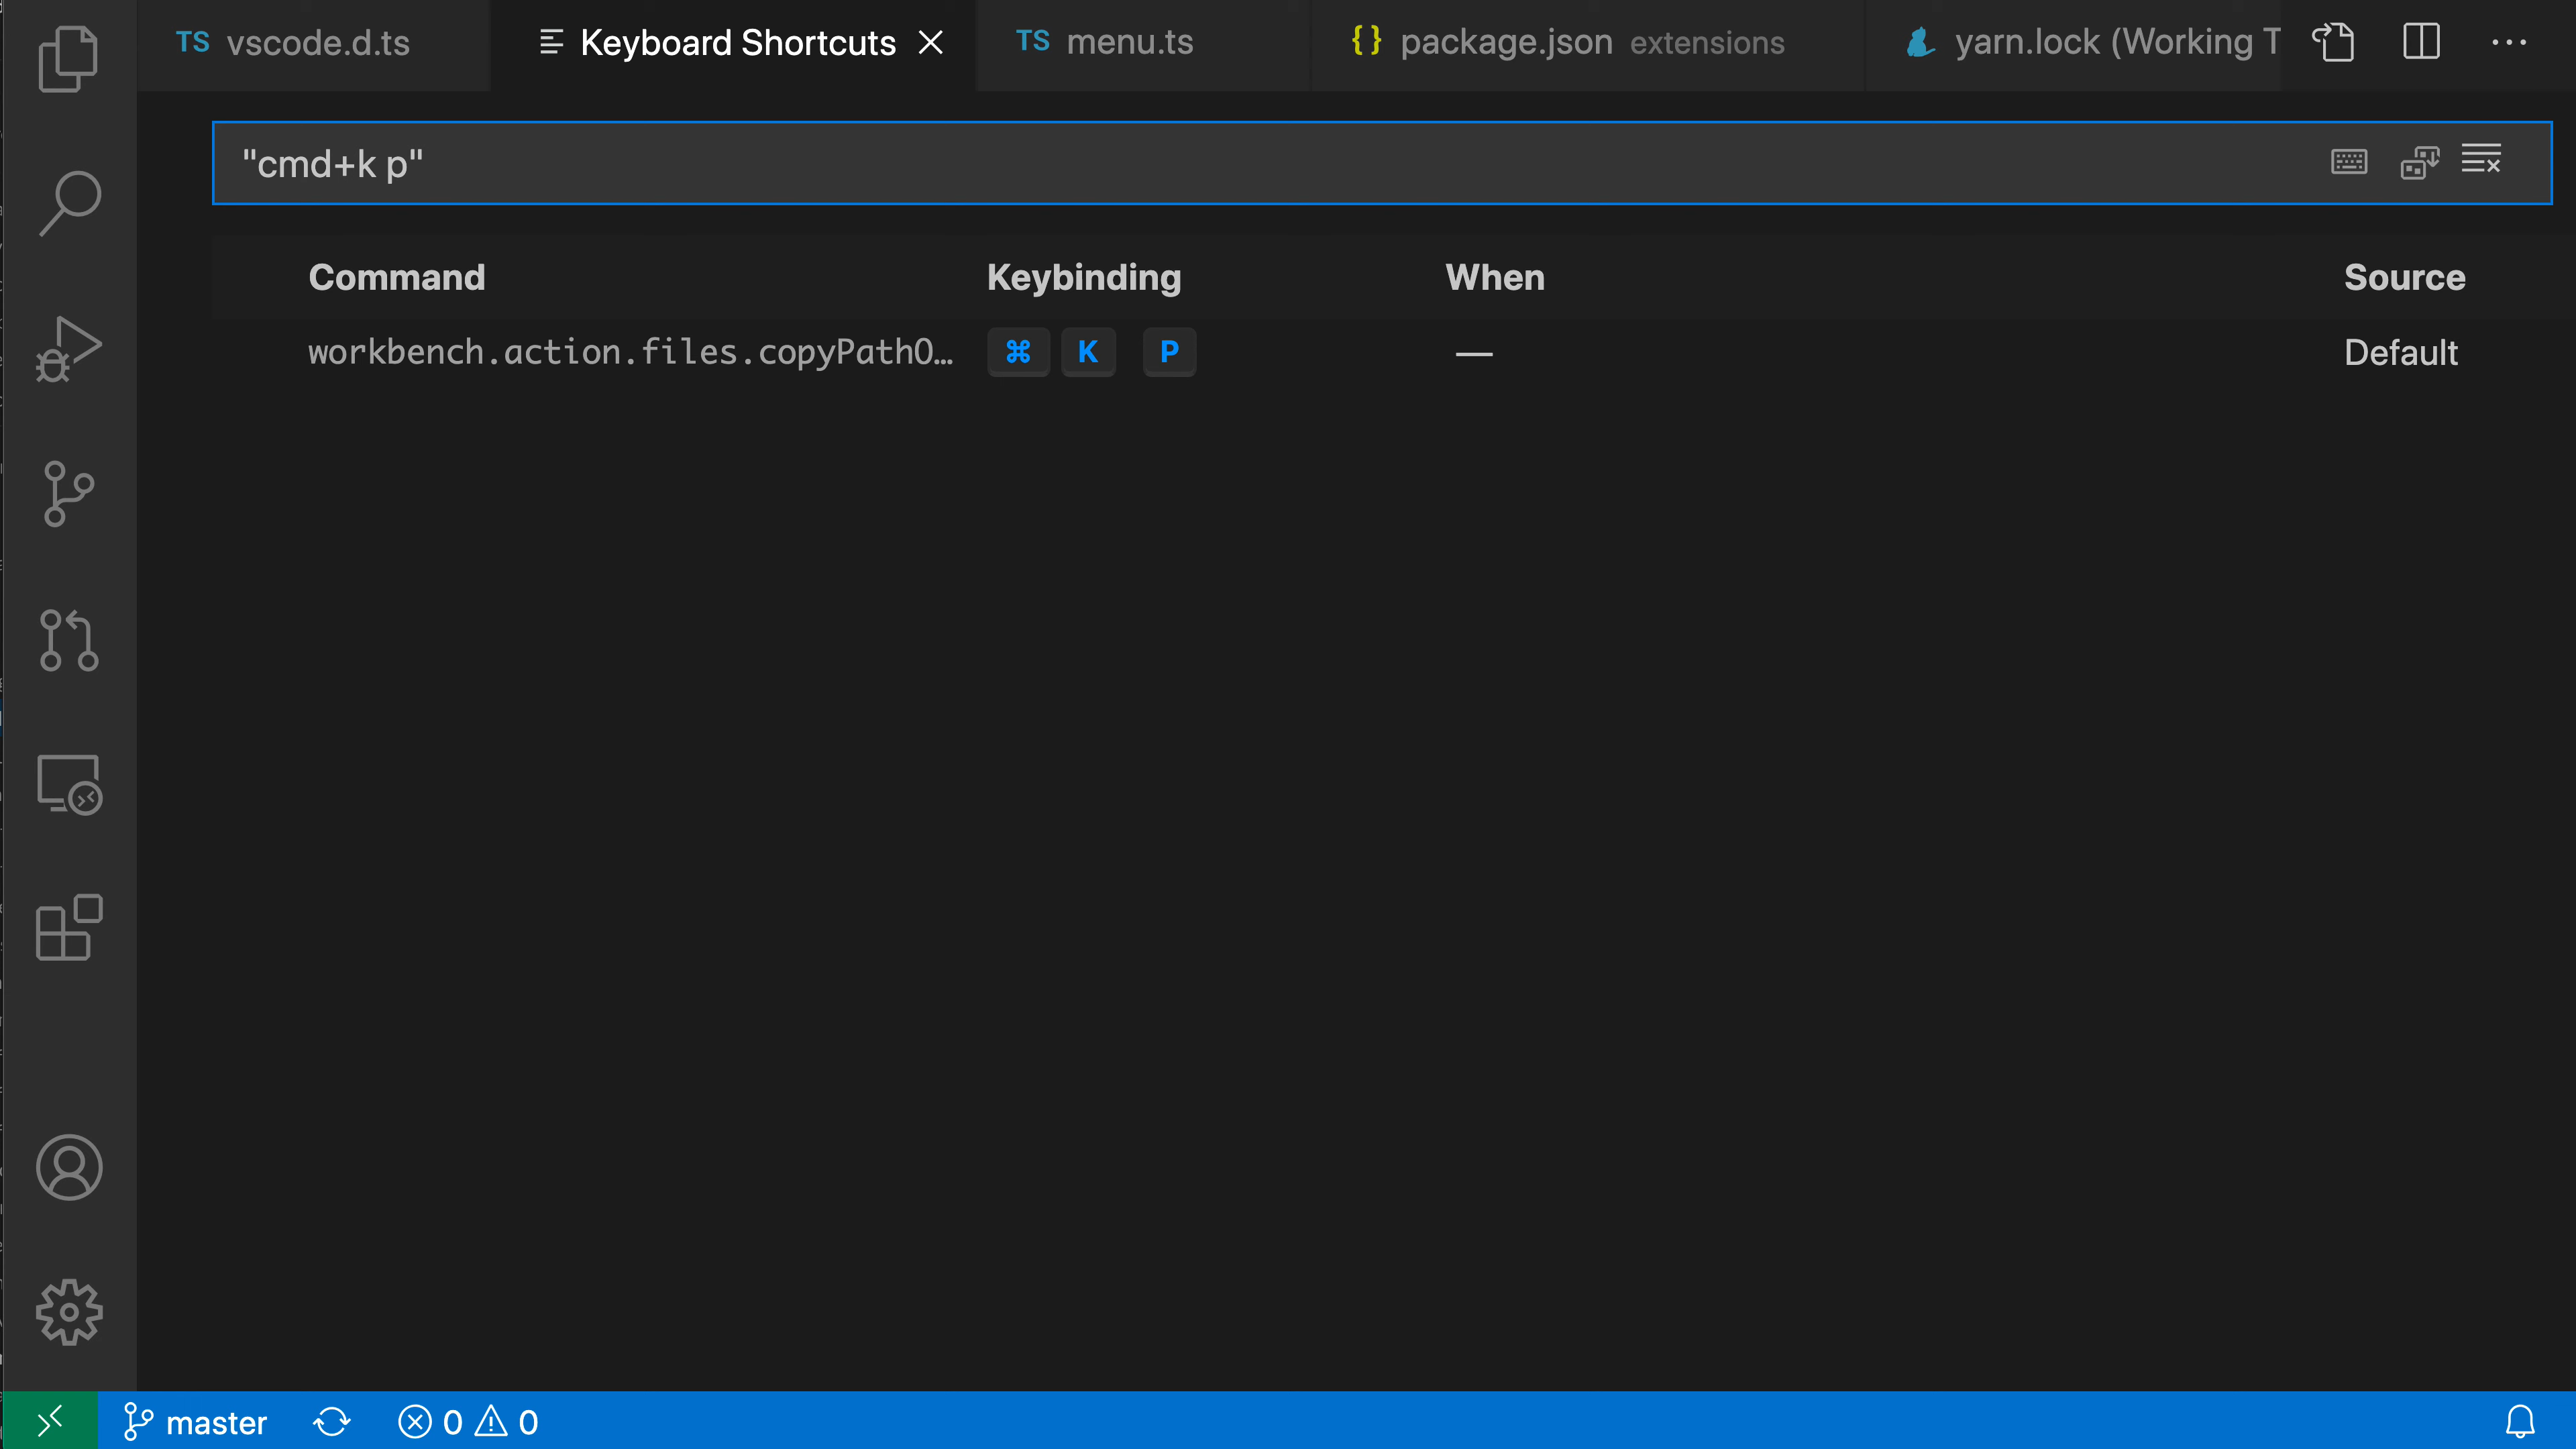 TS vscode.d.ts Keyboard Shortcuts TS menu.ts {} package.json extensions yarn.lock (Working T
"cmd+k p"
Command Keybinding When Source
workbench.action.files.copyPathO… ⌘ K P — Default
master 0 0